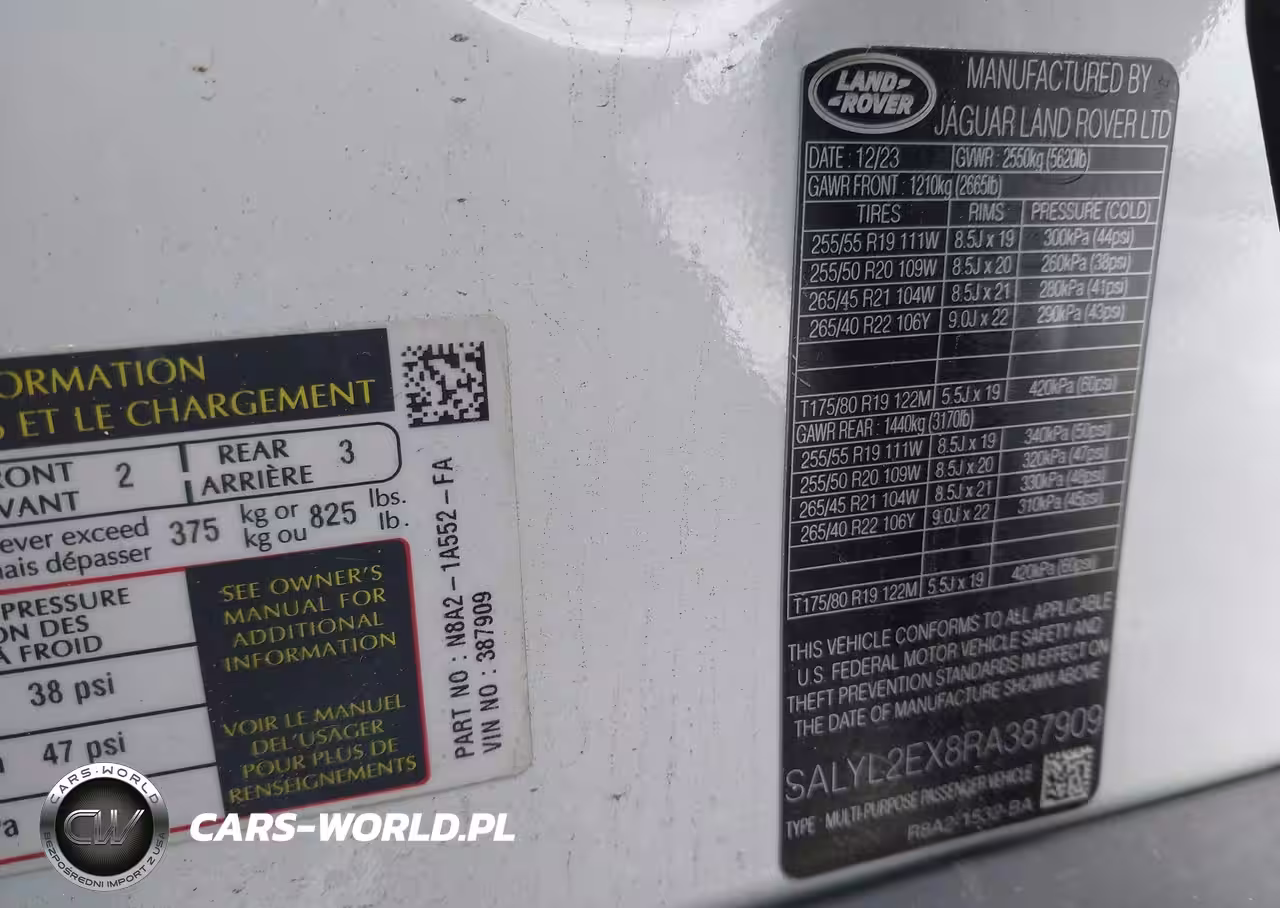 ORMATION
S ET LE CHARGEMENT
RONT
VANT
2
REAR
ARRIÈRE
3
ever exceed
mais dépasser
375
kg or
kg ou
825
lbs.
lb.
PRESSURE
ON DES
À FROID
38 psi
47 psi
SEE OWNER'S
MANUAL FOR
ADDITIONAL
INFORMATION
VOIR LE MANUEL
DEL'USAGER
POUR PLUS DE
RENSEIGNEMENTS
PART NO : N8A2-1A552-FA
VIN NO : 387909
LAND-
-ROVER
MANUFACTURED BY
JAGUAR LAND ROVER LTD
DATE : 12/23 GVWR : 2550kg (5620lb)
GAWR FRONT : 1210kg (2665lb)
TIRES RIMS PRESSURE (COLD)
255/55 R19 111W 8.5J x 19 300kPa (44psi)
255/50 R20 109W 8.5J x 20 260kPa (38psi)
265/45 R21 104W 8.5J x 21 280kPa (41psi)
265/40 R22 106Y 9.0J x 22 290kPa (43psi)
T175/80 R19 122M 5.5J x 19 420kPa (60psi)
GAWR REAR : 1440kg (3170lb)
255/55 R19 111W 8.5J x 19 340kPa (50psi)
255/50 R20 109W 8.5J x 20 320kPa (47psi)
265/45 R21 104W 8.5J x 21 330kPa (48psi)
265/40 R22 106Y 9.0J x 22 310kPa (45psi)
T175/80 R19 122M 5.5J x 19 420kPa (60psi)
THIS VEHICLE CONFORMS TO ALL APPLICABLE
U.S. FEDERAL MOTOR VEHICLE SAFETY AND
THEFT PREVENTION STANDARDS IN EFFECT ON
THE DATE OF MANUFACTURE SHOWN ABOVE
SALYL2EX8RA387909
TYPE : MULTI-PURPOSE PASSENGER VEHICLE
R8A2-1532-BA
CARS-WORLD
CW
BEZPOŚREDNI IMPORT Z USA
CARS-WORLD.PL